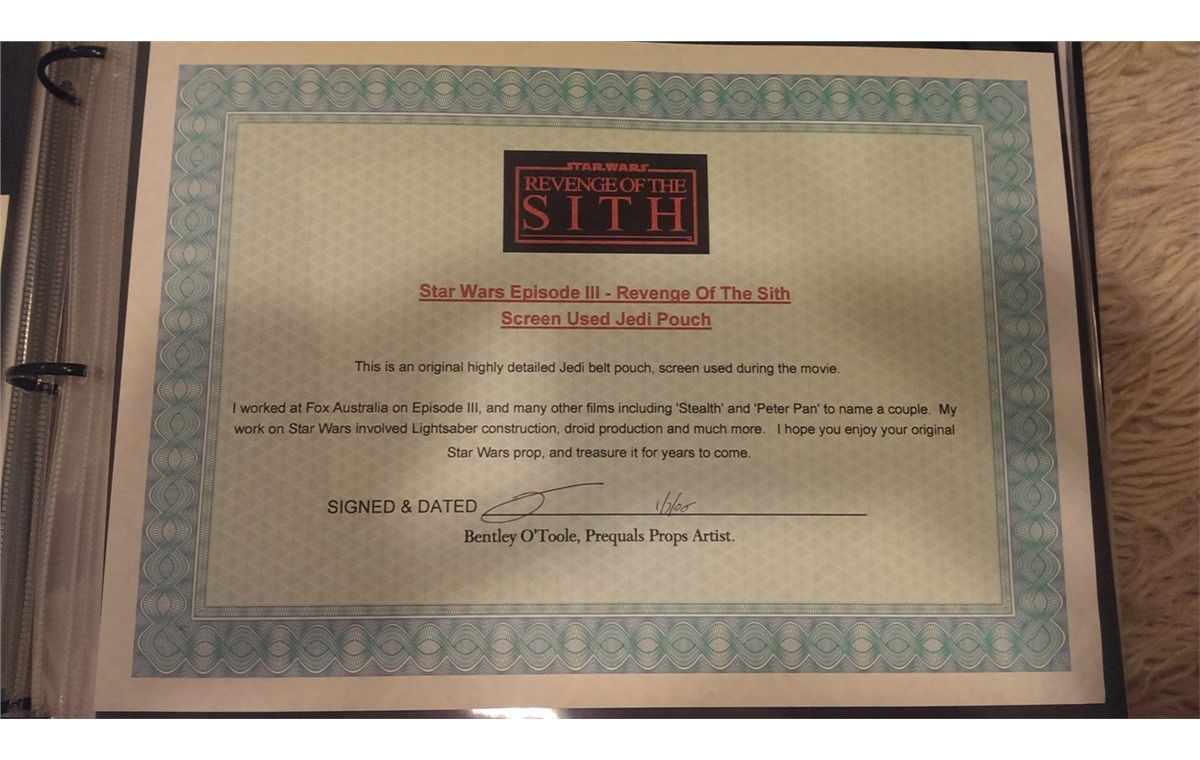 STAR.WARS
REVENGE OF THE
SITH
Star Wars Episode III - Revenge Of The Sith
Screen Used Jedi Pouch
This is an original highly detailed Jedi belt pouch, screen used during the movie.
I worked at Fox Australia on Episode III, and many other films including 'Stealth' and 'Peter Pan' to name a couple. My
work on Star Wars involved Lightsaber construction, droid production and much more. I hope you enjoy your original
Star Wars prop, and treasure it for years to come.
SIGNED & DATED
Bentley O'Toole, Prequals Props Artist.